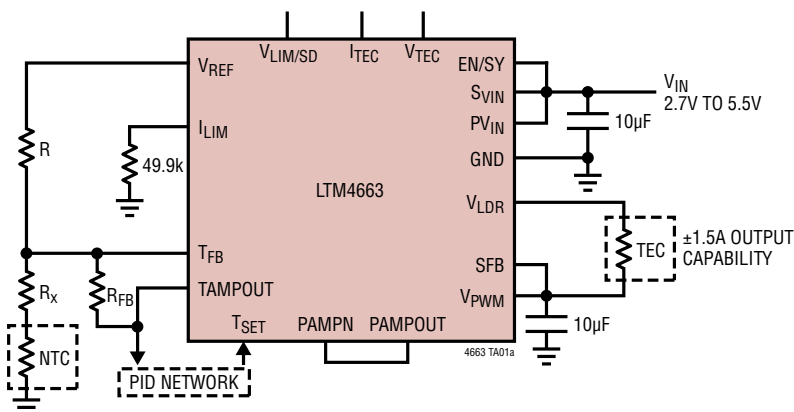 V_REF
V_LIM/SD
I_TEC
V_TEC
EN/SY
S_VIN
PV_IN
GND
V_IN
2.7V TO 5.5V
10µF
I_LIM
49.9k
R
LTM4663
V_LDR
TEC
±1.5A OUTPUT
CAPABILITY
T_FB
SFB
R_X
R_FB
TAMPOUT
V_PWM
T_SET
PAMPN
PAMPOUT
10µF
NTC
PID NETWORK
4663 TA01a